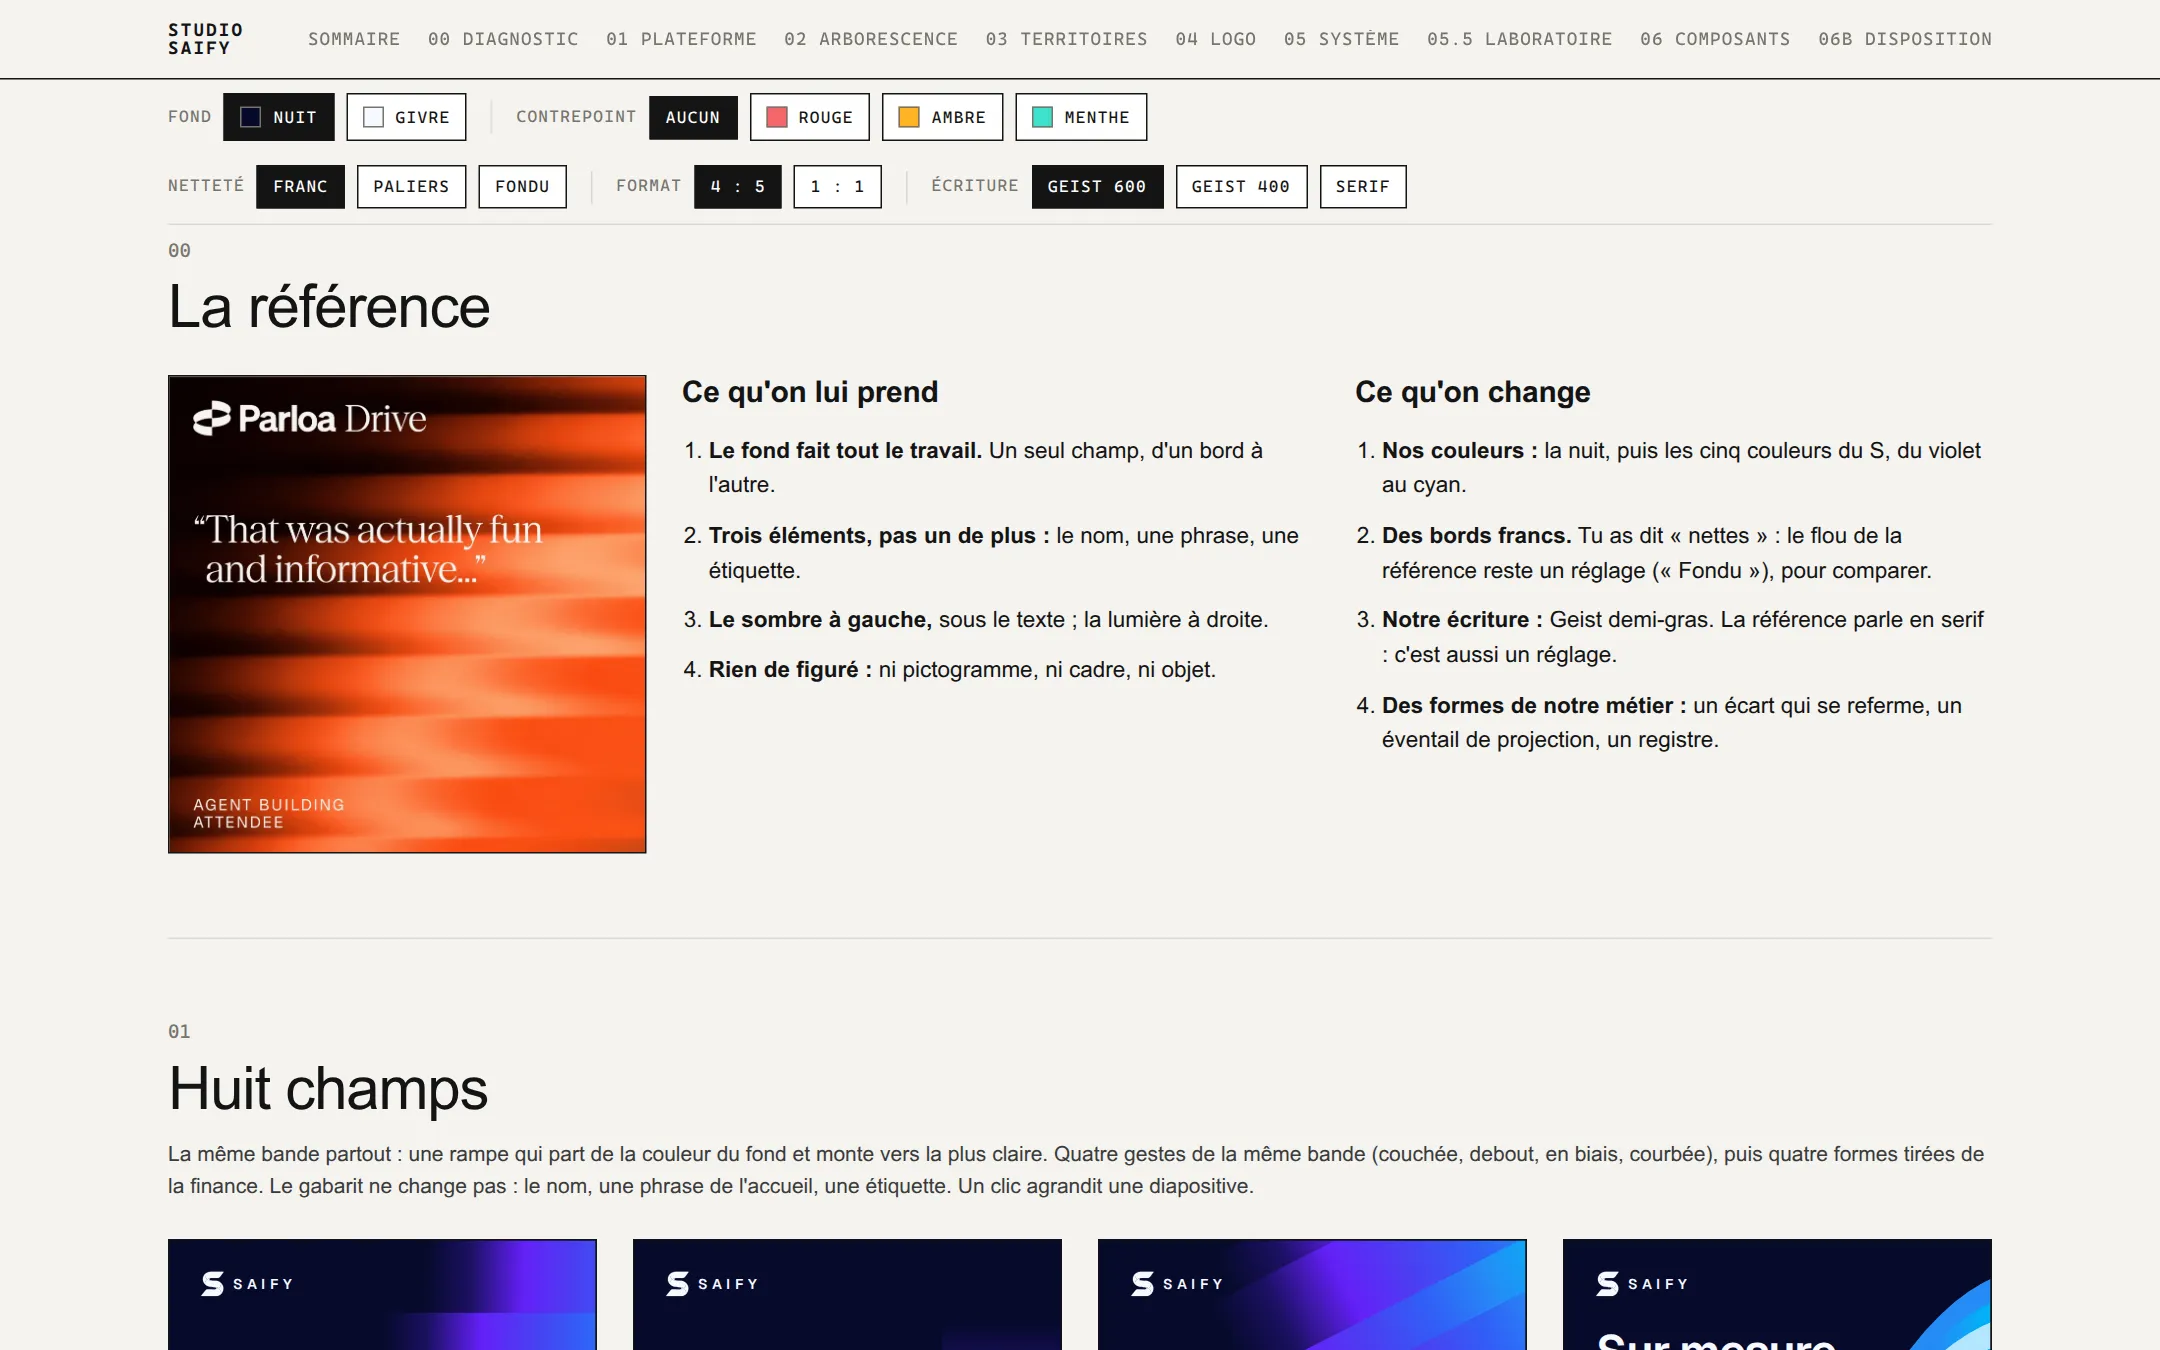 STUDIO
SAIFY
SOMMAIRE 00 DIAGNOSTIC 01 PLATEFORME 02 ARBORESCENCE 03 TERRITOIRES 04 LOGO 05 SYSTÈME 05.5 LABORATOIRE 06 COMPOSANTS 06B DISPOSITION
FOND NUIT GIVRE CONTREPOINT AUCUN ROUGE AMBRE MENTHE
NETTETÉ FRANC PALIERS FONDU FORMAT 4 : 5 1 : 1 ÉCRITURE GEIST 600 GEIST 400 SERIF
00
La référence
Parloa Drive
“That was actually fun
and informative...”
AGENT BUILDING
ATTENDEE
Ce qu'on lui prend
1. Le fond fait tout le travail. Un seul champ, d'un bord à
l'autre.
2. Trois éléments, pas un de plus : le nom, une phrase, une
étiquette.
3. Le sombre à gauche, sous le texte ; la lumière à droite.
4. Rien de figuré : ni pictogramme, ni cadre, ni objet.
Ce qu'on change
1. Nos couleurs : la nuit, puis les cinq couleurs du S, du violet
au cyan.
2. Des bords francs. Tu as dit « nettes » : le flou de la
référence reste un réglage (« Fondu »), pour comparer.
3. Notre écriture : Geist demi-gras. La référence parle en serif
: c'est aussi un réglage.
4. Des formes de notre métier : un écart qui se referme, un
éventail de projection, un registre.
01
Huit champs
La même bande partout : une rampe qui part de la couleur du fond et monte vers la plus claire. Quatre gestes de la même bande (couchée, debout, en biais, courbée), puis quatre formes tirées de
la finance. Le gabarit ne change pas : le nom, une phrase de l'accueil, une étiquette. Un clic agrandit une diapositive.
SAIFY
SAIFY
SAIFY
SAIFY
Sur mesure